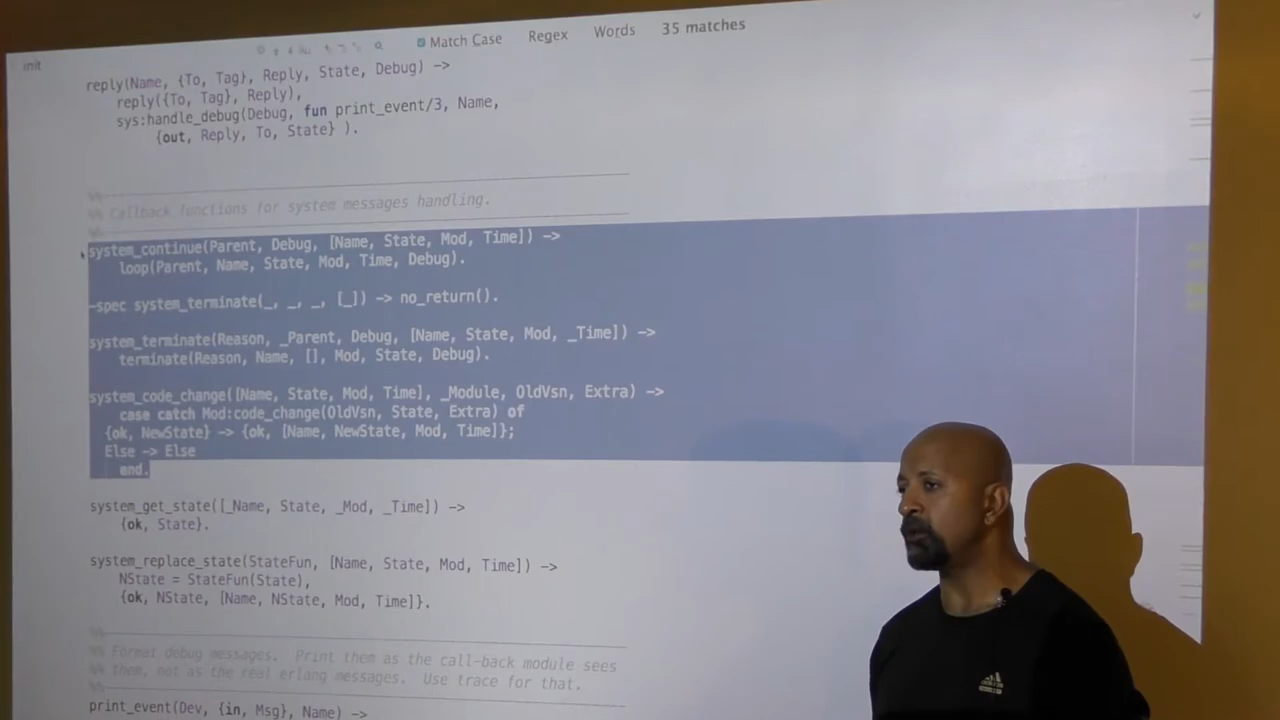 Match Case Regex Words 35 matches
init
reply(Name, {To, Tag}, Reply, State, Debug) ->
reply({To, Tag}, Reply),
sys:handle_debug(Debug, fun print_event/3, Name,
{out, Reply, To, State} ).
%%
%% Callback functions for system messages handling.
%%
system_continue(Parent, Debug, [Name, State, Mod, Time]) ->
loop(Parent, Name, State, Mod, Time, Debug).
-spec system_terminate(_, _, _, [_]) -> no_return().
system_terminate(Reason, _Parent, Debug, [Name, State, Mod, _Time]) ->
terminate(Reason, Name, [], Mod, State, Debug).
system_code_change([Name, State, Mod, Time], _Module, OldVsn, Extra) ->
case catch Mod:code_change(OldVsn, State, Extra) of
{ok, NewState} -> {ok, [Name, NewState, Mod, Time]};
Else -> Else
end.
system_get_state([_Name, State, _Mod, _Time]) ->
{ok, State}.
system_replace_state(StateFun, [Name, State, Mod, Time]) ->
NState = StateFun(State),
{ok, NState, [Name, NState, Mod, Time]}.
%%
%% Format debug messages. Print them as the call-back module sees
%% them, not as the real erlang messages. Use trace for that.
%%
print_event(Dev, {in, Msg}, Name) ->